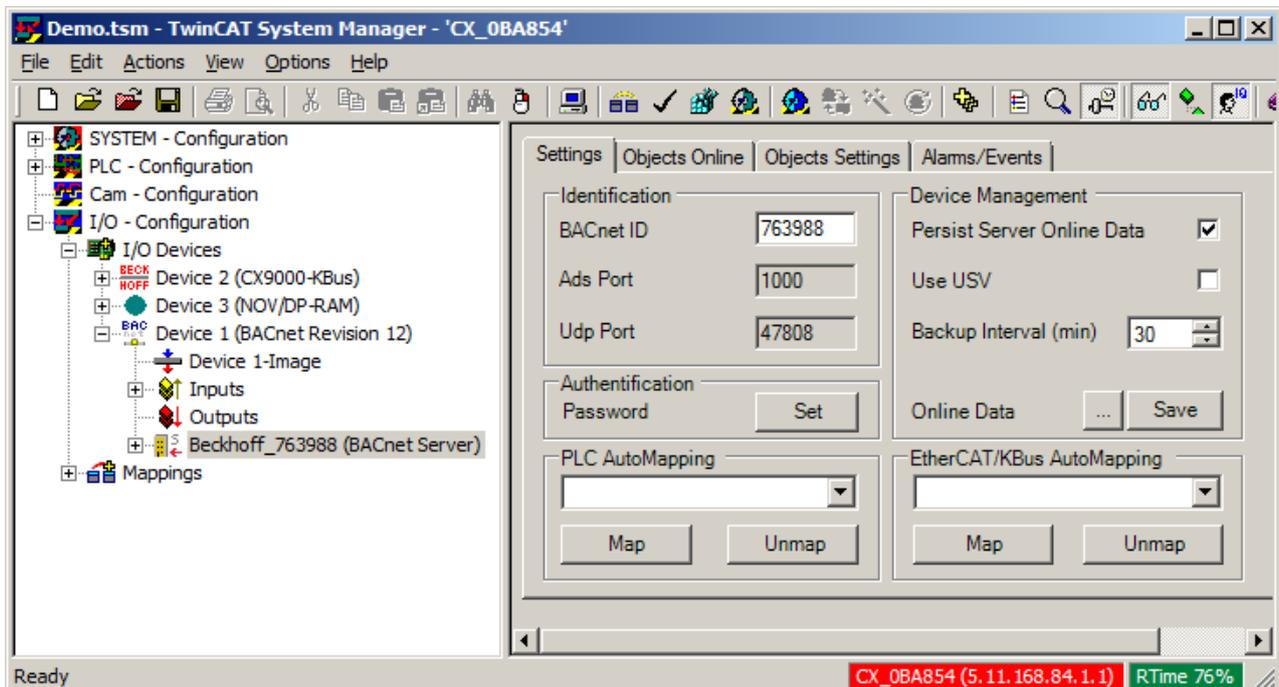 Demo.tsm - TwinCAT System Manager - 'CX_0BA854'
File Edit Actions View Options Help
SYSTEM - Configuration
PLC - Configuration
Cam - Configuration
I/O - Configuration
I/O Devices
BECK HOFF Device 2 (CX9000-KBus)
Device 3 (NOV/DP-RAM)
BAC net Device 1 (BACnet Revision 12)
Device 1-Image
Inputs
Outputs
Beckhoff_763988 (BACnet Server)
Mappings
Settings Objects Online Objects Settings Alarms/Events
Identification
BACnet ID 763988
Ads Port 1000
Udp Port 47808
Authentification
Password Set
PLC AutoMapping
Map Unmap
Device Management
Persist Server Online Data
Use USV
Backup Interval (min) 30
Online Data ... Save
EtherCAT/KBus AutoMapping
Map Unmap
Ready CX_0BA854 (5.11.168.84.1.1) RTime 76%